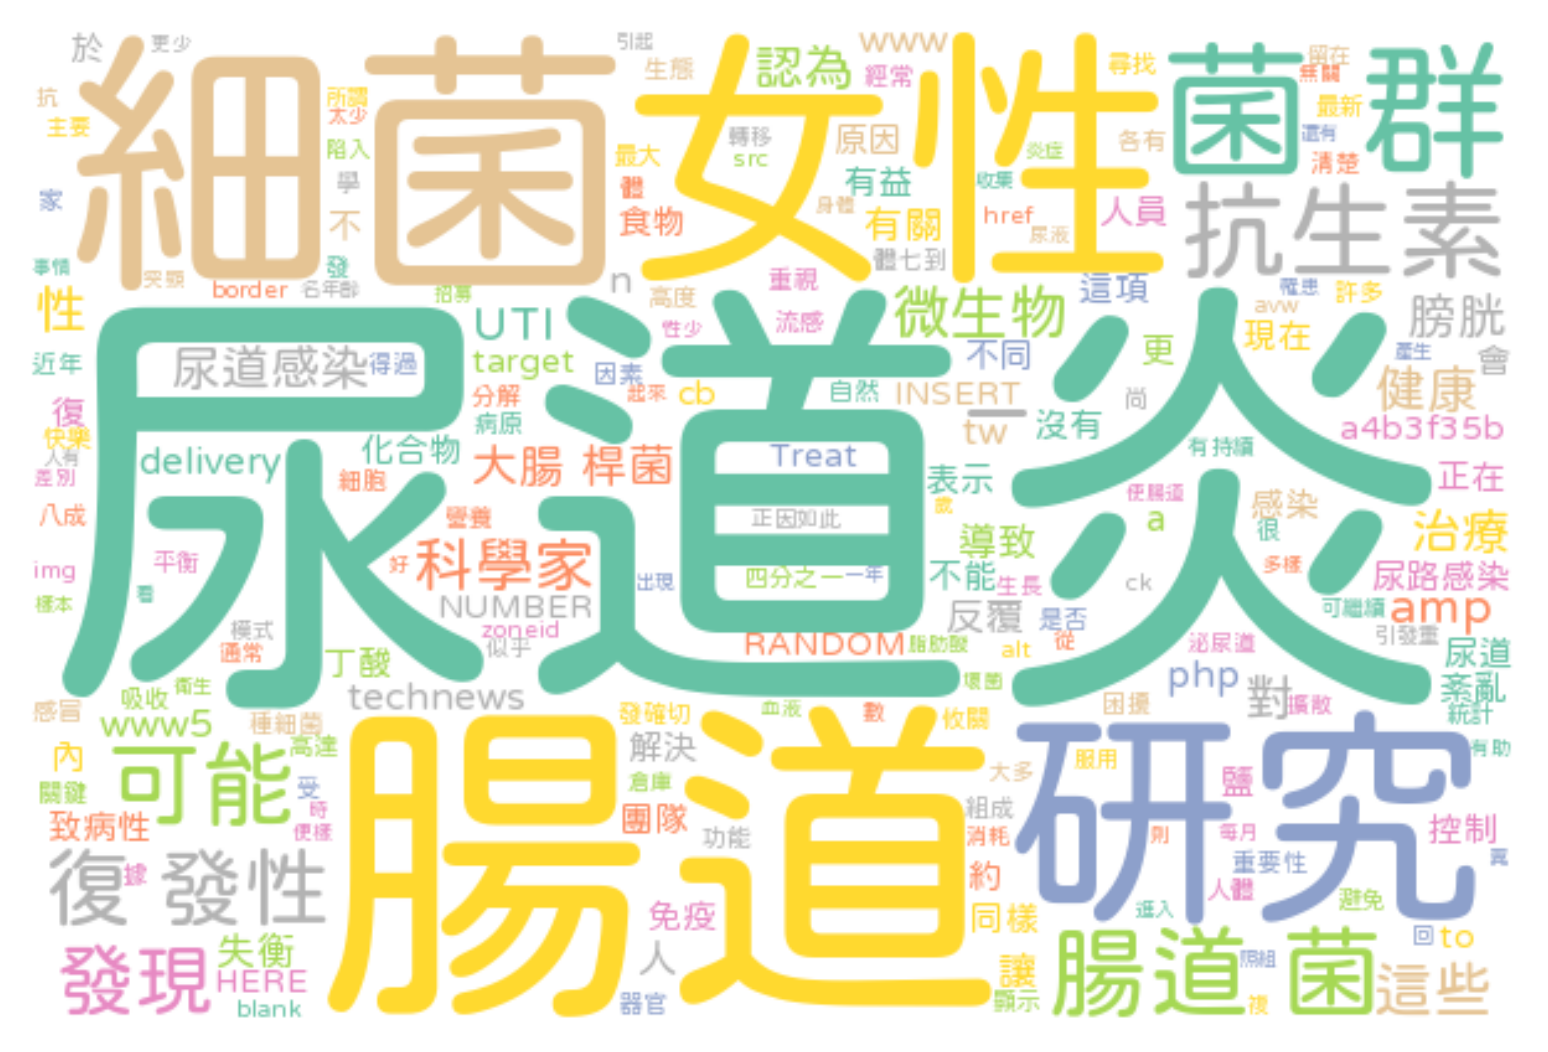 於
更少
細菌
女性
菌群
引起
生態
認為
www
經常
尋找
留在
無關
抗
主要
所謂
太少
陷入
學
不
家
最大
體
食物
轉移
src
原因
有益
炎症
收集
身體
有關
href
尿液
各有
人員
最新
還有
清楚
抗生素
體七到
事情
突顯
發
border
名年齡
招募
n
高度
重視
微生物
這項
avw
罹患
許多
性
UTI
性少
流感
膀胱
尿道炎
近年
尿道感染
得過
target
因素
起來
cb
自然
INSERT
不同
更
現在
產生
會
尚
健康
復
快樂
人有
差別
分解
病原
一
tw
沒有
a4b3f35b
delivery
化合物
細胞
大腸 桿菌
Treat
表示
有持續
正在
使腸道
感染
八成
營養
正因如此
歲
a
很
治療
導致
img
平衡
好
科學家
四分之一
一年
出現
不能
生長
ck
多樣
尿路感染
樣本
看
NUMBER
反覆
是否
可繼續
amp
模式
通常
zoneid
似乎
RANDOM
脂肪酸
alt
從
泌尿道
引發重
尿道
丁酸
壞菌
php
紊亂
吸收
衛生
technews
對
擴散
統計
感冒
www5
種細菌
發確切
血液
數
攸關
困擾
內
可能
高達
腸道
解決
研究
有助
關鍵
受
倉庫
大多
服用
致病性
時
便樣
團隊
功能
組成
消耗
鹽
則
每月
控制
復發性
據
約
重要性
人體
異
免疫
同樣
進入
避免
發現
失衡
HERE
blank
人
器官
讓
顯示
腸道菌
照組
複
回
to
這些